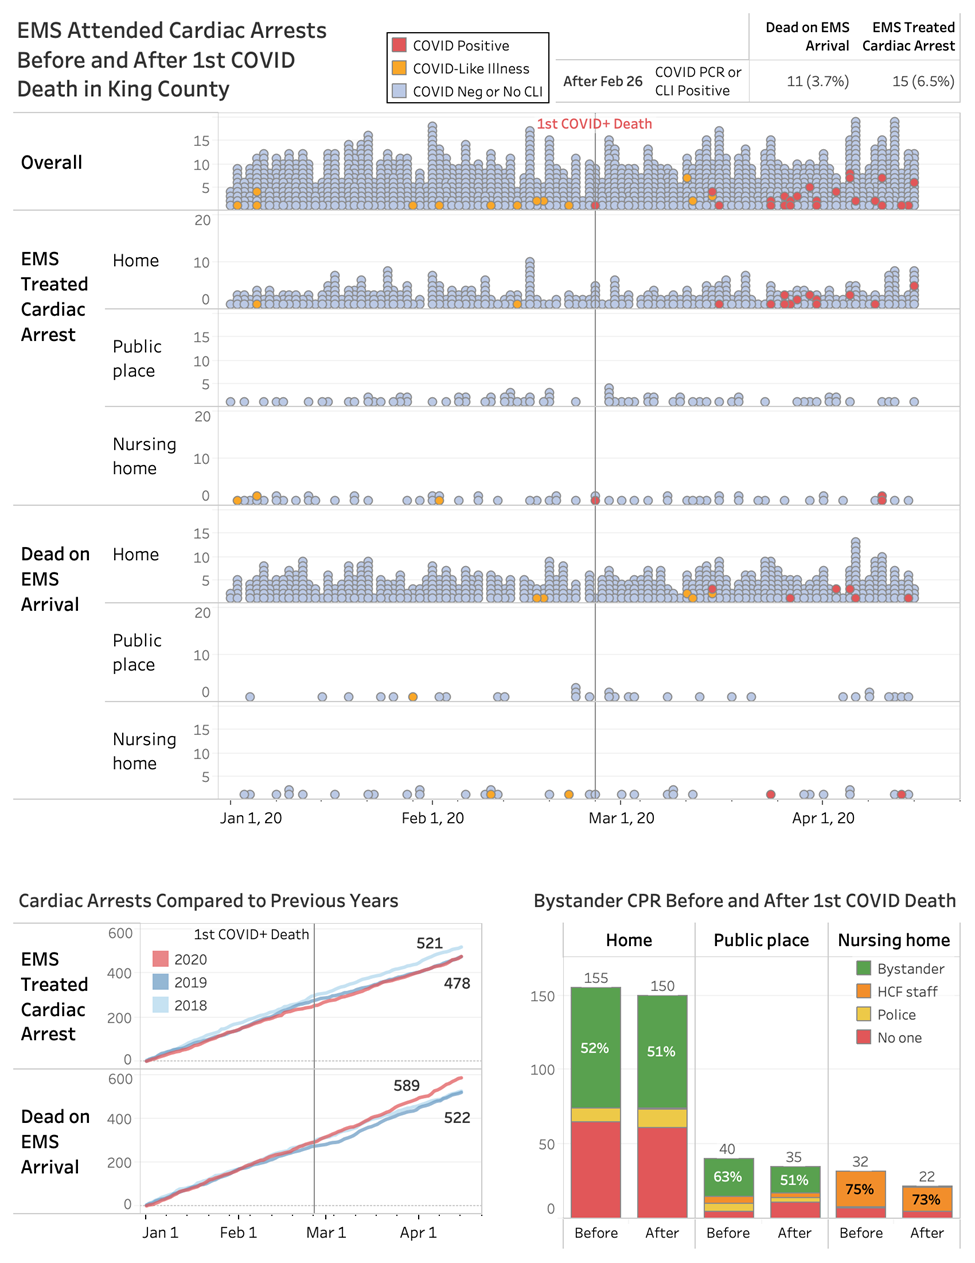 EMS Attended Cardiac Arrests
Before and After 1st COVID
Death in King County
COVID Positive
COVID-Like Illness
COVID Neg or No CLI
Dead on EMS
Arrival
EMS Treated
Cardiac Arrest
After Feb 26
COVID PCR or
CLI Positive
11 (3.7%)
15 (6.5%)
1st COVID+ Death
Overall
15
10
5
EMS
Treated
Cardiac
Arrest
Home
20
10
0
Public
place
15
10
5
Nursing
home
20
10
0
Dead on
EMS
Arrival
Home
15
10
5
Public
place
20
10
0
Nursing
home
15
10
5
Jan 1, 20
Feb 1, 20
Mar 1, 20
Apr 1, 20
Cardiac Arrests Compared to Previous Years
1st COVID+ Death
2020
2019
2018
EMS
Treated
Cardiac
Arrest
600
400
200
0
521
478
Dead on
EMS
Arrival
600
400
200
0
589
522
Jan 1
Feb 1
Mar 1
Apr 1
Bystander CPR Before and After 1st COVID Death
Home
Public place
Nursing home
Bystander
HCF staff
Police
No one
150
100
50
0
155
150
52%
51%
40
35
63%
51%
32
22
75%
73%
Before
After
Before
After
Before
After